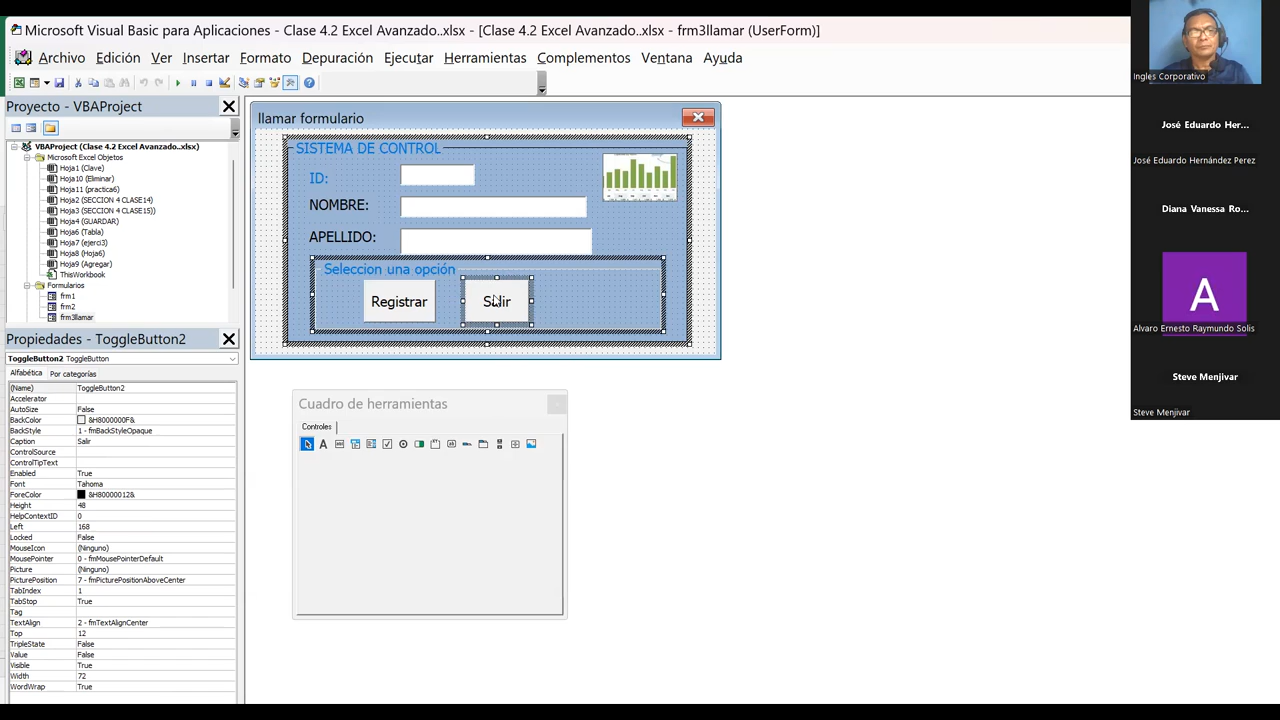 Microsoft Visual Basic para Aplicaciones - Clase 4.2 Excel Avanzado..xlsx - [Clase 4.2 Excel Avanzado..xlsx - frm3llamar (UserForm)]
Archivo Edición Ver Insertar Formato Depuración Ejecutar Herramientas Complementos Ventana Ayuda
Proyecto - VBAProject
VBAProject (Clase 4.2 Excel Avanzado..xlsx)
Microsoft Excel Objetos
Hoja1 (Clave)
Hoja10 (Eliminar)
Hoja11 (practica6)
Hoja2 (SECCION 4 CLASE14)
Hoja3 (SECCION 4 CLASE15))
Hoja4 (GUARDAR)
Hoja6 (Tabla)
Hoja7 (ejerci3)
Hoja8 (Hoja6)
Hoja9 (Agregar)
ThisWorkbook
Formularios
frm1
frm2
frm3llamar
Propiedades - ToggleButton2
ToggleButton2 ToggleButton
Alfabética Por categorías
(Name) ToggleButton2
Accelerator
AutoSize False
BackColor &H8000000F&
BackStyle 1 - fmBackStyleOpaque
Caption Salir
ControlSource
ControlTipText
Enabled True
Font Tahoma
ForeColor &H80000012&
Height 48
HelpContextID 0
Left 168
Locked False
MouseIcon (Ninguno)
MousePointer 0 - fmMousePointerDefault
Picture (Ninguno)
PicturePosition 7 - fmPicturePositionAboveCenter
TabIndex 1
TabStop True
Tag
TextAlign 2 - fmTextAlignCenter
Top 12
TripleState False
Value False
Visible True
Width 72
WordWrap True
llamar formulario
SISTEMA DE CONTROL
ID:
NOMBRE:
APELLIDO:
Seleccion una opción
Registrar Salir
Cuadro de herramientas
Controles
Ingles Corporativo
José Eduardo Her...
José Eduardo Hernández Perez
Diana Vanessa Ro...
A
Alvaro Ernesto Raymundo Solis
Steve Menjivar
Steve Menjivar